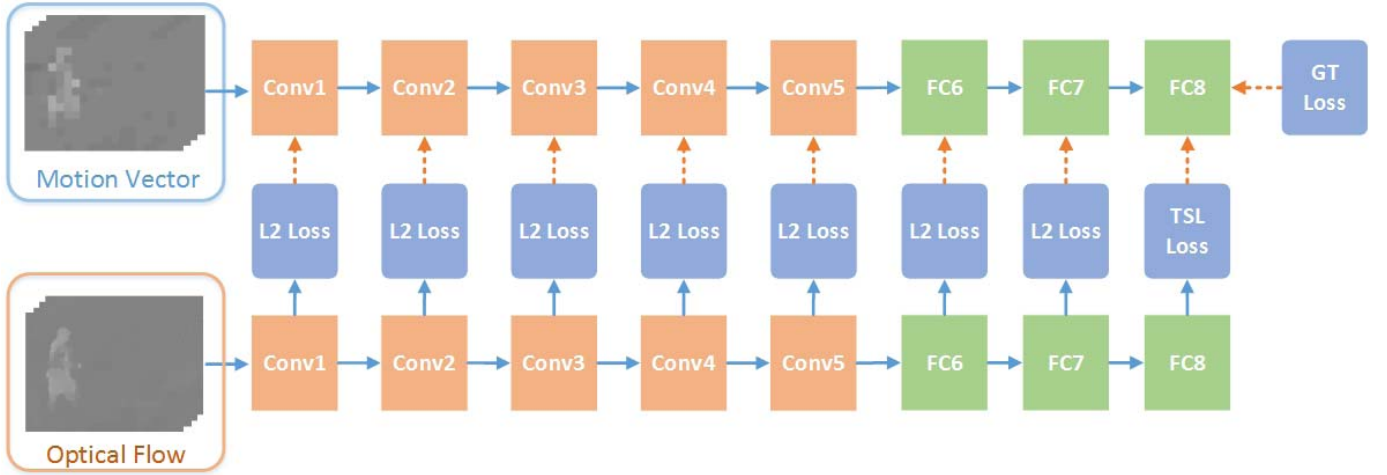 Conv1 Conv2 Conv3 Conv4 Conv5 FC6 FC7 FC8 GT
Loss
Motion Vector
L2 Loss L2 Loss L2 Loss L2 Loss L2 Loss L2 Loss L2 Loss TSL
Loss
Conv1 Conv2 Conv3 Conv4 Conv5 FC6 FC7 FC8
Optical Flow